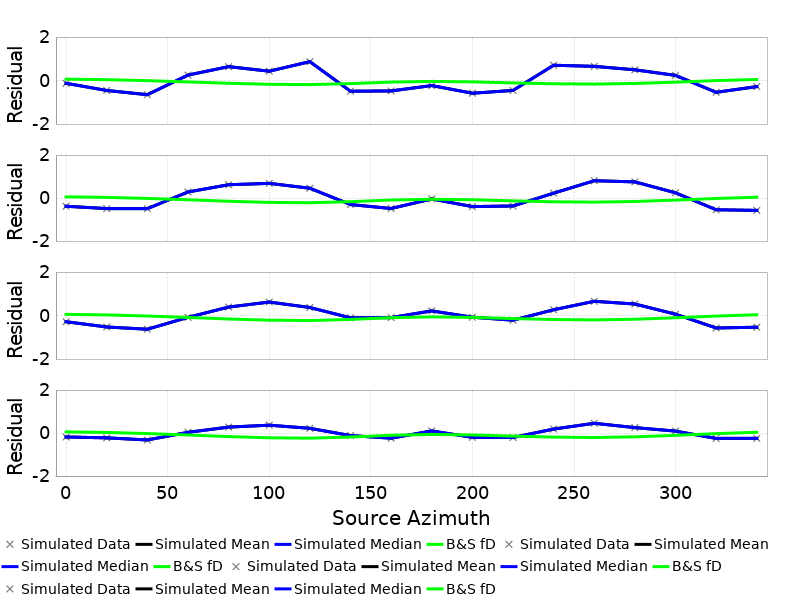 2
0
-2
Residual
2
0
-2
Residual
2
0
-2
Residual
2
0
-2
Residual
0 50 100 150 200 250 300
Source Azimuth
× Simulated Data Simulated Mean Simulated Median B&S fD × Simulated Data Simulated Mean
Simulated Median B&S fD × Simulated Data Simulated Mean Simulated Median B&S fD
× Simulated Data Simulated Mean Simulated Median B&S fD